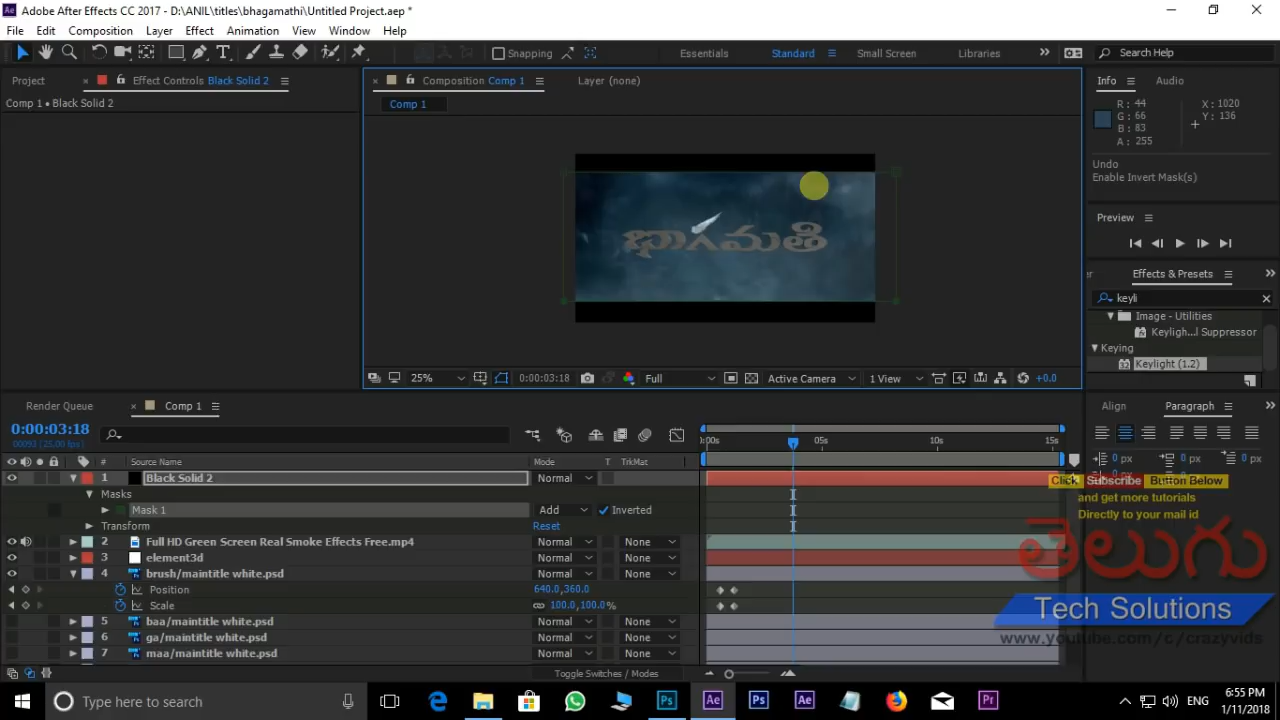 Adobe After Effects CC 2017 - D:\ANIL\titles\bhagamathi\Untitled Project.aep *
File Edit Composition Layer Effect Animation View Window Help
Snapping Essentials Standard Small Screen Libraries Search Help
Project Effect Controls Black Solid 2 Composition Comp 1 Layer (none) Info Audio
Comp 1 • Black Solid 2
Comp 1
R: 44 X: 1020
G: 66 Y: 136
B: 83
A: 255
Undo
Enable Invert Mask(s)
Preview
Effects & Presets
keyli
Image - Utilities
Keyligh...l Suppressor
Keying
Keylight (1.2)
భాగమతి
25% 0:00:03:18 Full Active Camera 1 View +0.0
Render Queue Comp 1 Align Paragraph
0:00:03:18
00093 (25.00 fps)
:00s 05s 10s 15s
# Source Name Mode T TrkMat
0 px 0 px 0 px
1 Black Solid 2 Normal
Click Subscribe Button Below
and get more tutorials
Directly to your mail id
Masks
Mask 1 Add Inverted
Transform Reset
2 Full HD Green Screen Real Smoke Effects Free.mp4 Normal None
3 element3d Normal None
4 brush/maintitle white.psd Normal None
Position 640.0,360.0
Scale 100.0,100.0%
5 baa/maintitle white.psd Normal None
6 ga/maintitle white.psd Normal None
7 maa/maintitle white.psd Normal None
తెలుగు
Tech Solutions
www.youtube.com/c/crazyvids
Toggle Switches / Modes
Type here to search
ENG
6:55 PM
1/11/2018